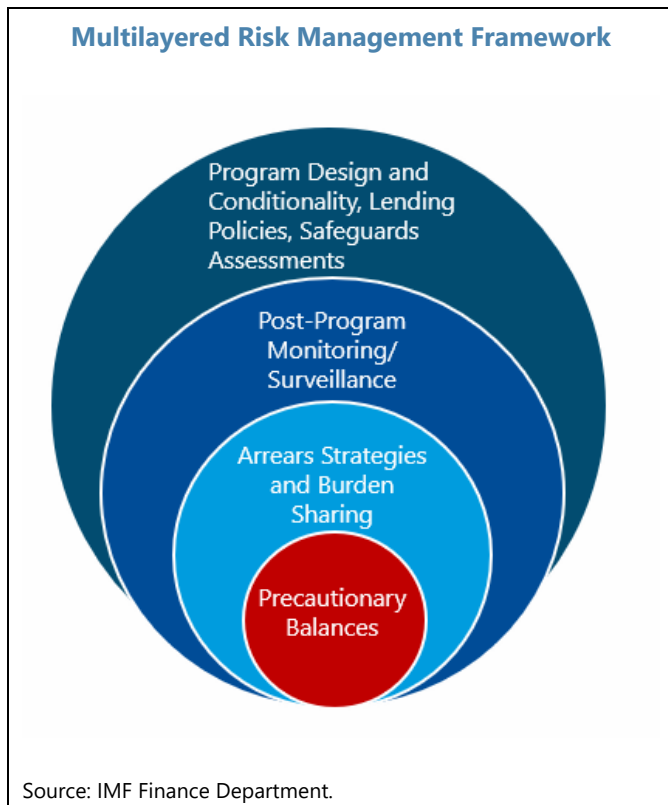 Multilayered Risk Management Framework
Program Design and
Conditionality, Lending
Policies, Safeguards
Assessments
Post-Program
Monitoring/
Surveillance
Arrears Strategies
and Burden
Sharing
Precautionary
Balances
Source: IMF Finance Department.